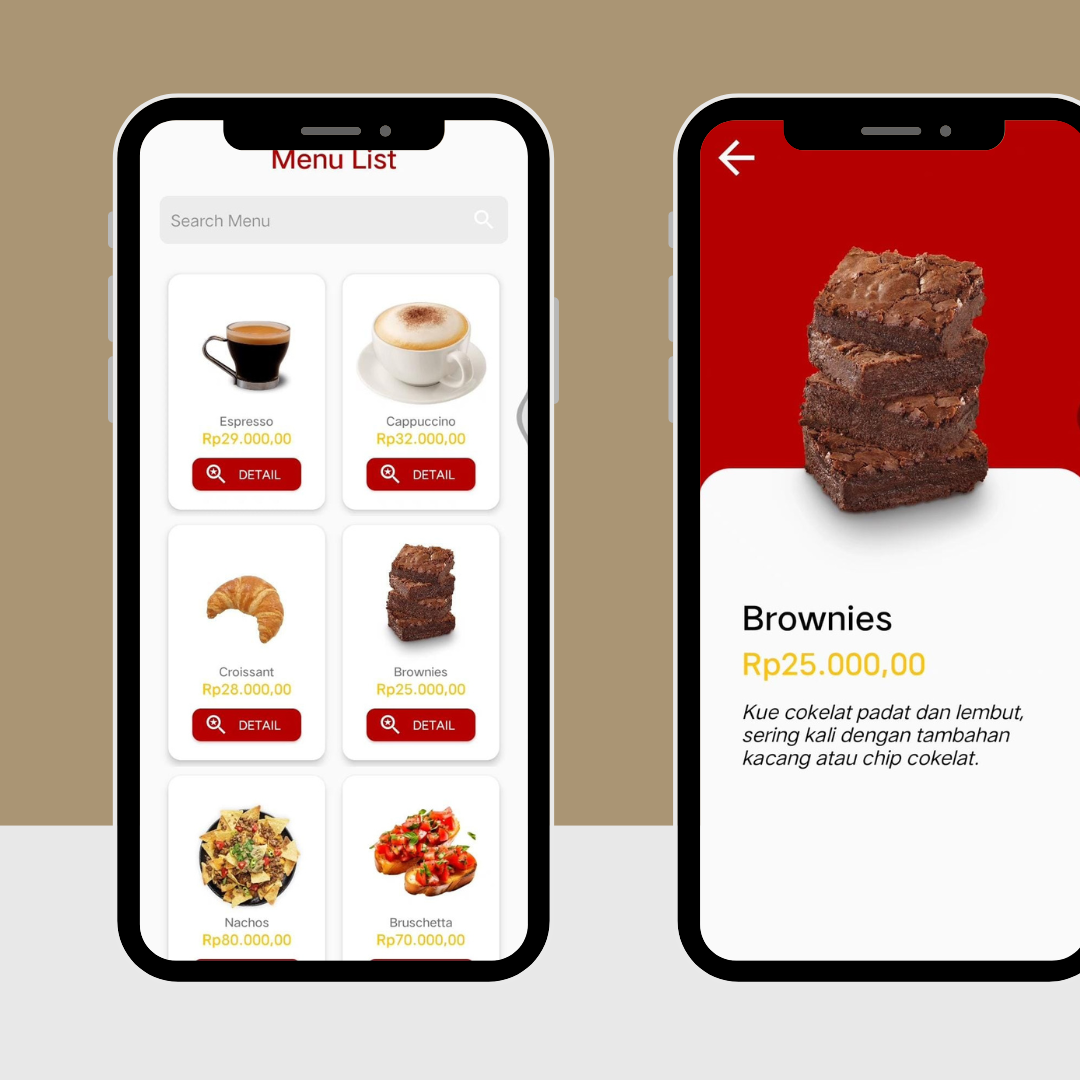 Menu List
Search Menu
Espresso
Rp29.000,00
DETAIL
Cappuccino
Rp32.000,00
DETAIL
Croissant
Rp28.000,00
DETAIL
Brownies
Rp25.000,00
DETAIL
Nachos
Rp80.000,00
Bruschetta
Rp70.000,00
Brownies
Rp25.000,00
Kue cokelat padat dan lembut,
sering kali dengan tambahan
kacang atau chip cokelat.